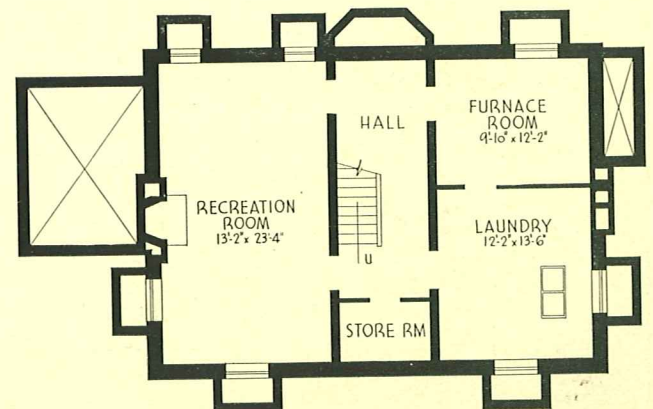 HALL
FURNACE
ROOM
9'-10" x 12'-2"
RECREATION
ROOM
13'-2" x 23'-4"
LAUNDRY
12'-2" x 13'-6"
u
STORE RM